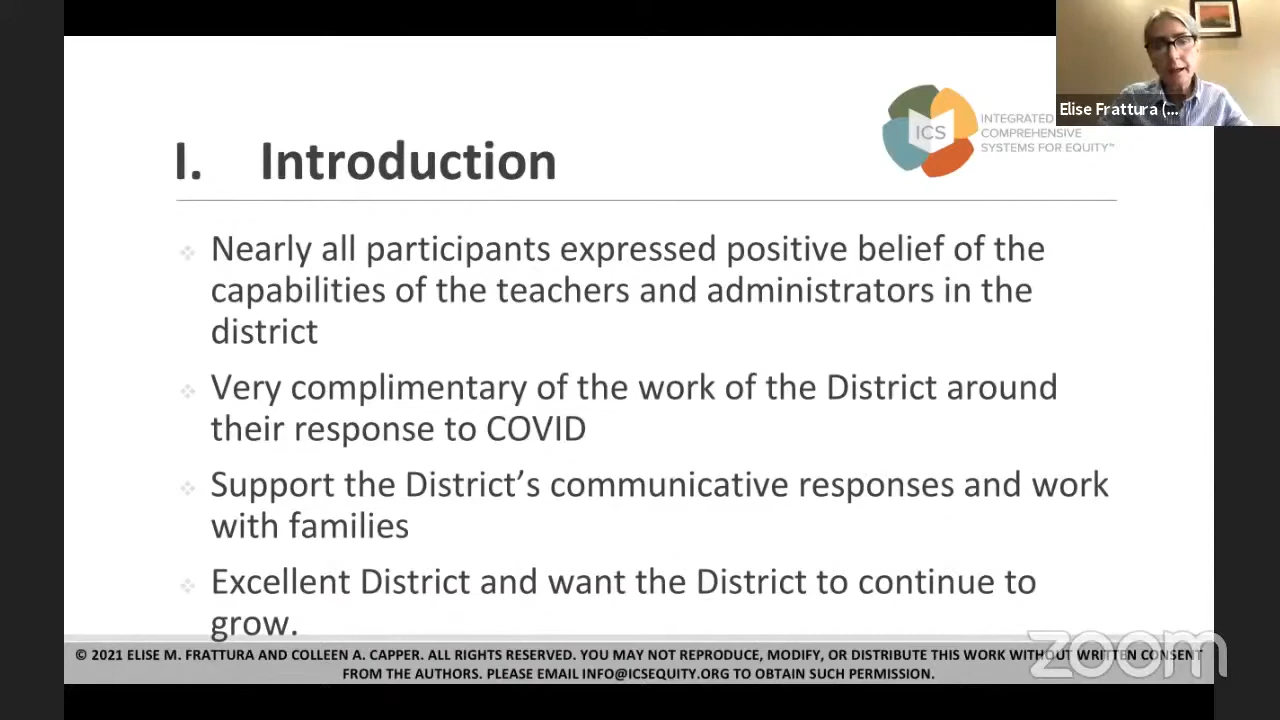 I. Introduction
ICS
INTEGRATED
COMPREHENSIVE
SYSTEMS FOR EQUITY™
Elise Frattura (...
Nearly all participants expressed positive belief of the
capabilities of the teachers and administrators in the
district
Very complimentary of the work of the District around
their response to COVID
Support the District’s communicative responses and work
with families
Excellent District and want the District to continue to
grow.
© 2021 ELISE M. FRATTURA AND COLLEEN A. CAPPER. ALL RIGHTS RESERVED. YOU MAY NOT REPRODUCE, MODIFY, OR DISTRIBUTE THIS WORK WITHOUT WRITTEN CONSENT
FROM THE AUTHORS. PLEASE EMAIL INFO@ICSEQUITY.ORG TO OBTAIN SUCH PERMISSION.
zoom